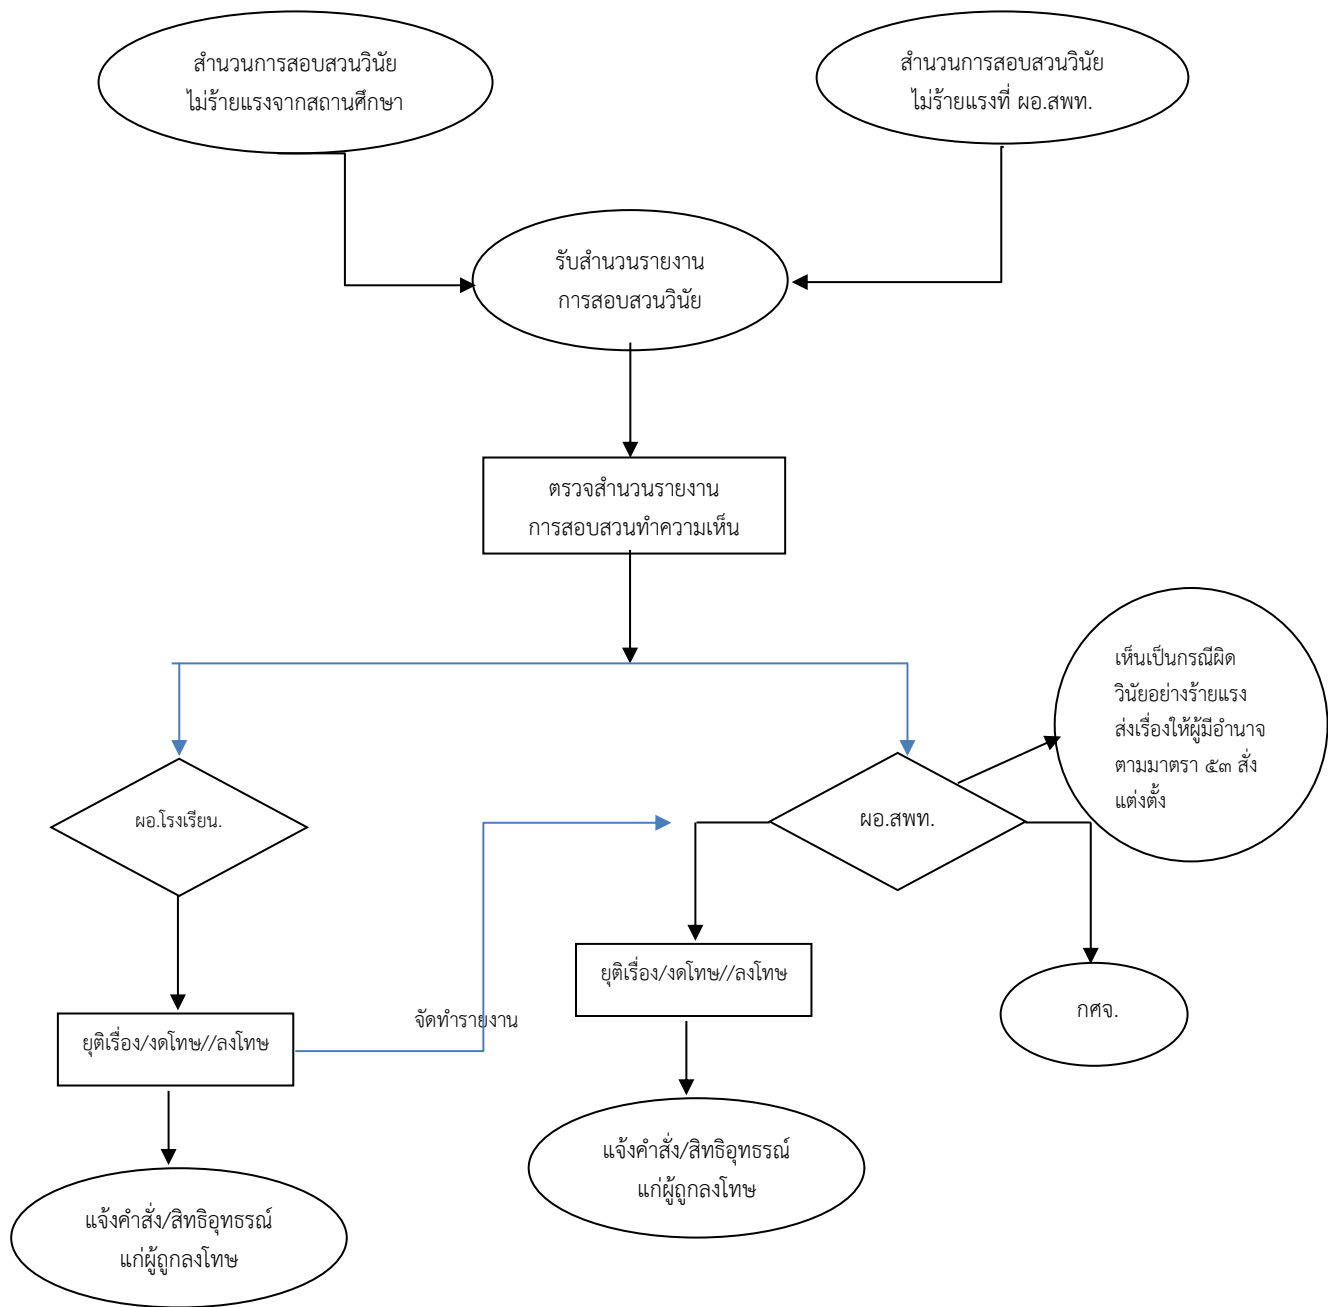 สำนวนการสอบสวนวินัย
ไม่ร้ายแรงจากสถานศึกษา
สำนวนการสอบสวนวินัย
ไม่ร้ายแรงที่ ผอ.สพท.
รับสำนวนรายงาน
การสอบสวนวินัย
ตรวจสำนวนรายงาน
การสอบสวนทำความเห็น
เห็นเป็นกรณีผิด
วินัยอย่างร้ายแรง
ส่งเรื่องให้ผู้มีอำนาจ
ตามมาตรา ๕๓ สั่ง
แต่งตั้ง
ผอ.โรงเรียน.
ผอ.สพท.
ยุติเรื่อง/งดโทษ//ลงโทษ
กศจ.
จัดทำรายงาน
ยุติเรื่อง/งดโทษ//ลงโทษ
แจ้งคำสั่ง/สิทธิอุทธรณ์
แก่ผู้ถูกลงโทษ
แจ้งคำสั่ง/สิทธิอุทธรณ์
แก่ผู้ถูกลงโทษ